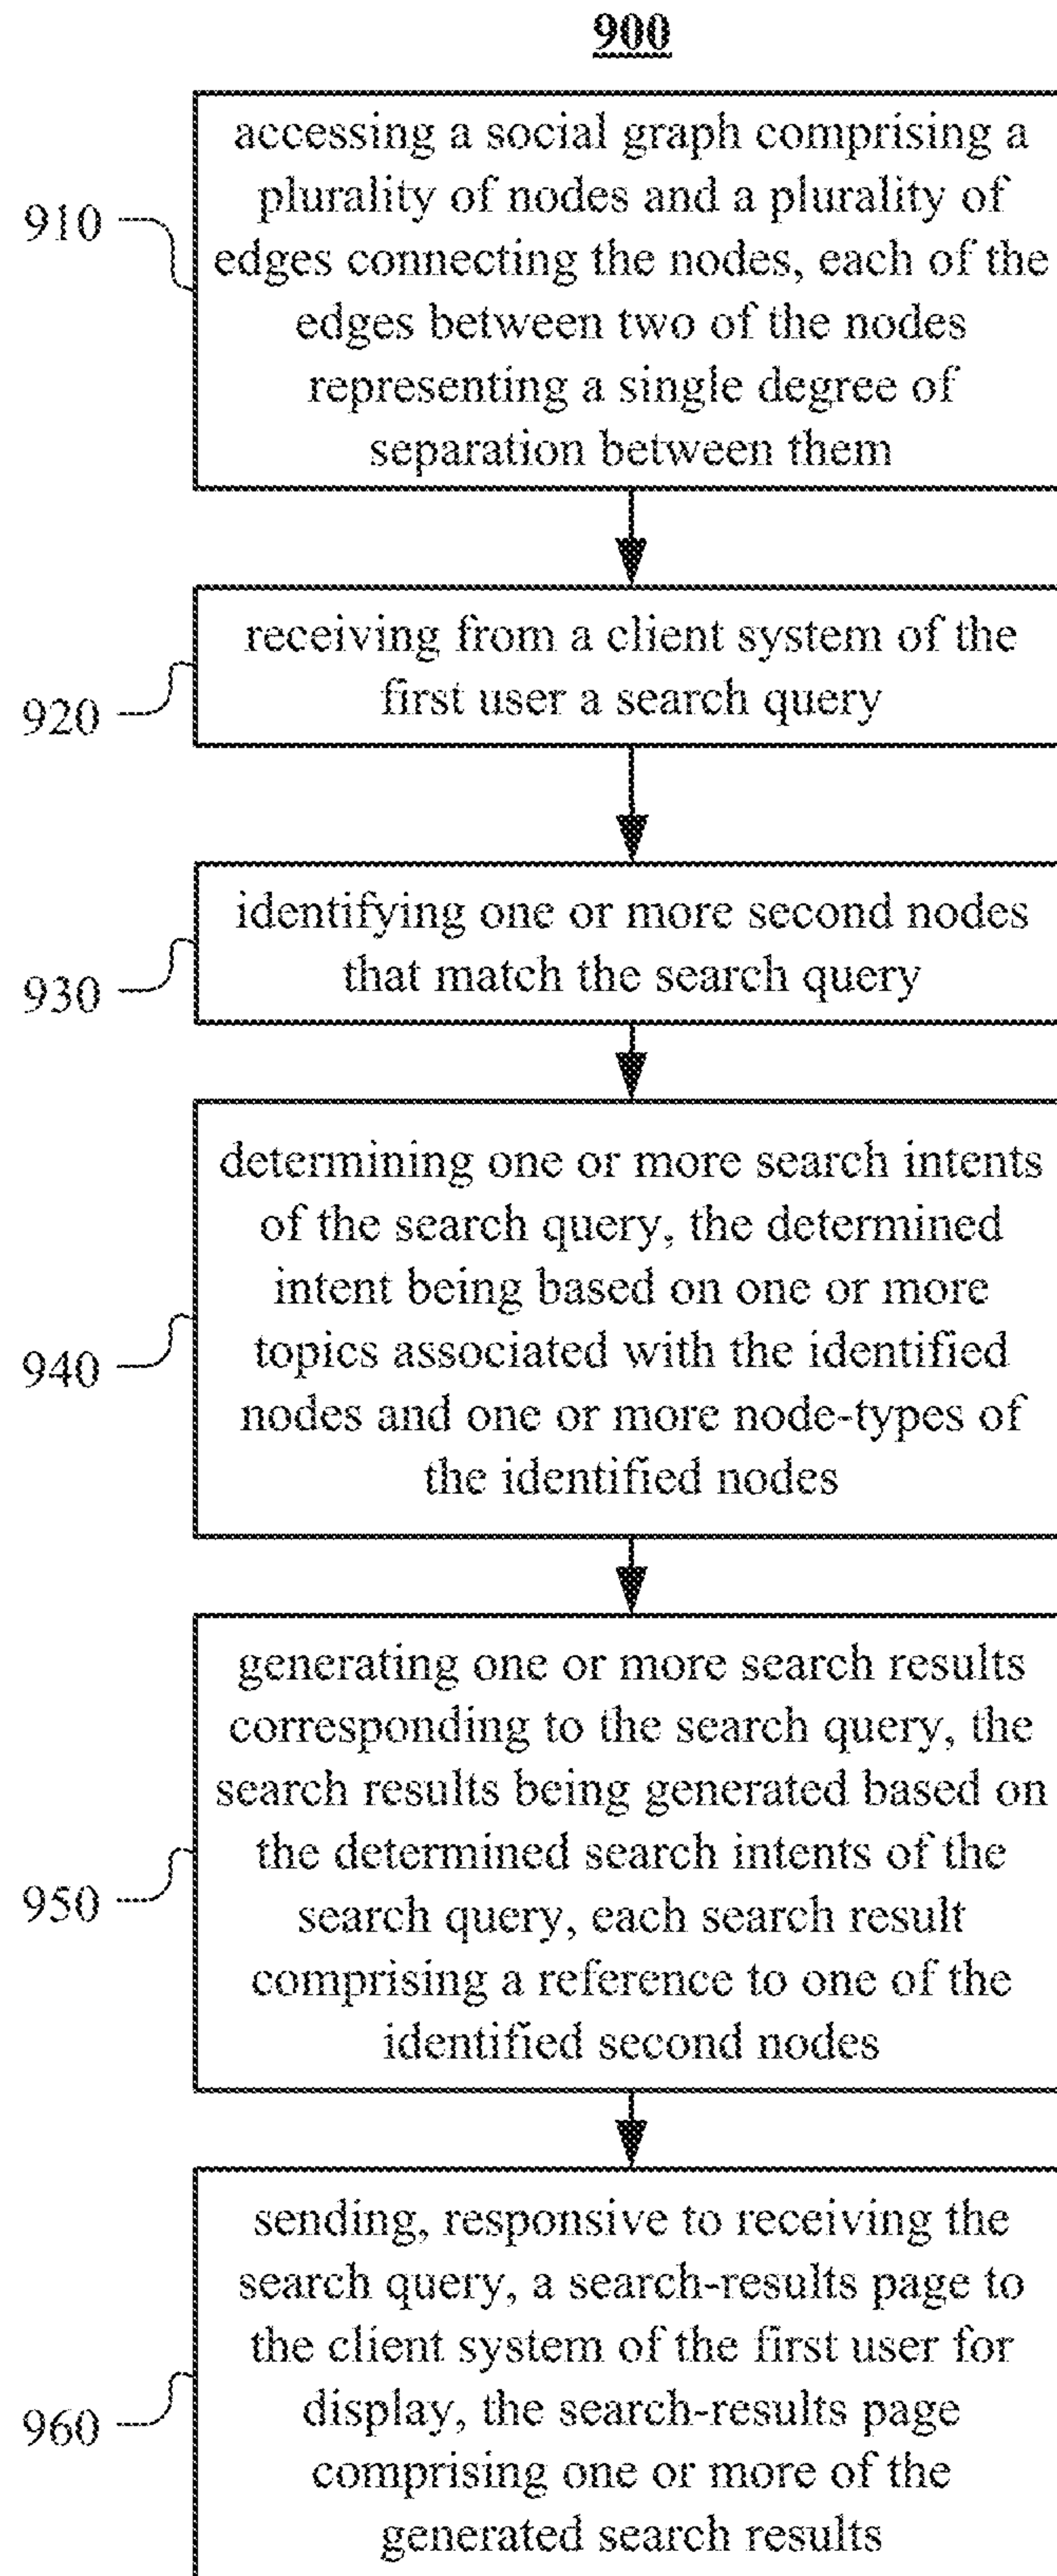 900
accessing a social graph comprising a
plurality of nodes and a plurality of
910
edges connecting the nodes, each of the
edges between two of the nodes
representing a single degree of
separation between them
receiving from a client system of the
first user a search query
920
identifying one or more second nodes
that match the search query
930
determining one or more search intents
of the search query, the determined
intent being based on one or more
topics associated with the identified
940
nodes and one or more node-types of
the identified nodes
generating one or more search results
corresponding to the search query, the
search results being generated based on
the determined search intents of the
950
search query, each search result
comprising a reference to one of the
identified second nodes
sending, responsive to receiving the
search query, a search-results page to
the client system of the first user for
display, the search-results page
960
comprising one or more of the
generated search results